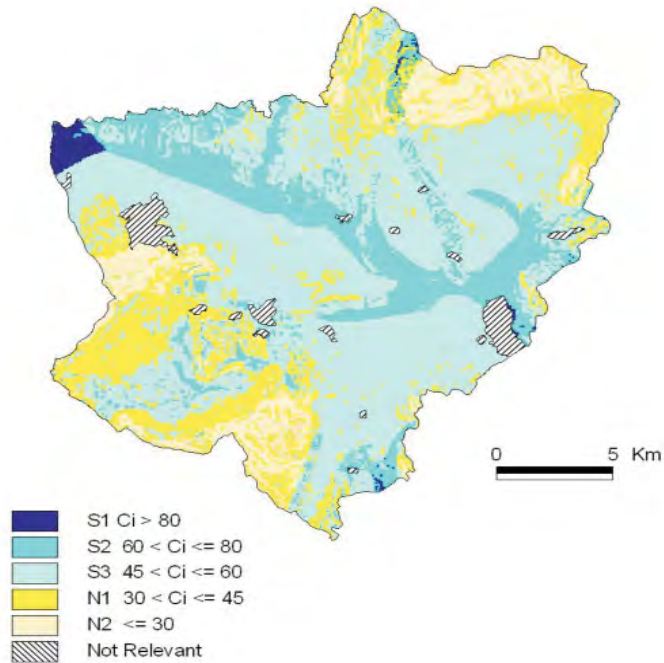 0 5 Km
S1 Ci > 80
S2 60 < Ci <= 80
S3 45 < Ci <= 60
N1 30 < Ci <= 45
N2 <= 30
Not Relevant